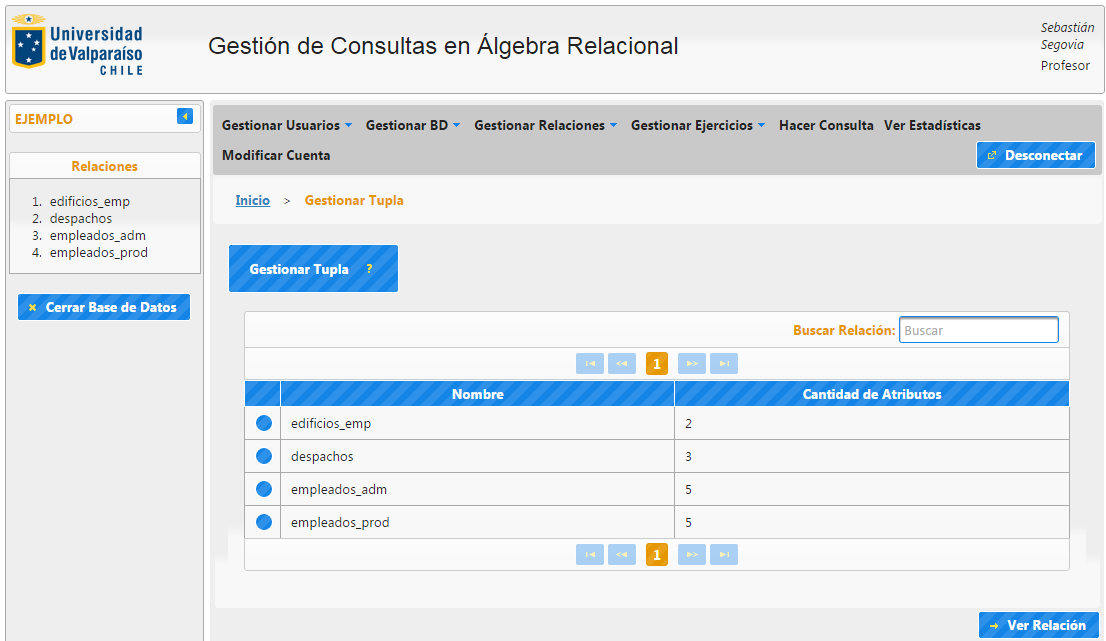 Universidad
de Valparaíso
CHILE
Gestión de Consultas en Álgebra Relacional
Sebastián
Segovia
Profesor
EJEMPLO
Relaciones
1. edificios_emp
2. despachos
3. empleados_adm
4. empleados_prod
Cerrar Base de Datos
Gestionar Usuarios Gestionar BD Gestionar Relaciones Gestionar Ejercicios Hacer Consulta Ver Estadísticas
Modificar Cuenta
Desconectar
Inicio > Gestionar Tupla
Gestionar Tupla ?
Buscar Relación: Buscar
1
Nombre Cantidad de Atributos
edificios_emp 2
despachos 3
empleados_adm 5
empleados_prod 5
1
Ver Relación